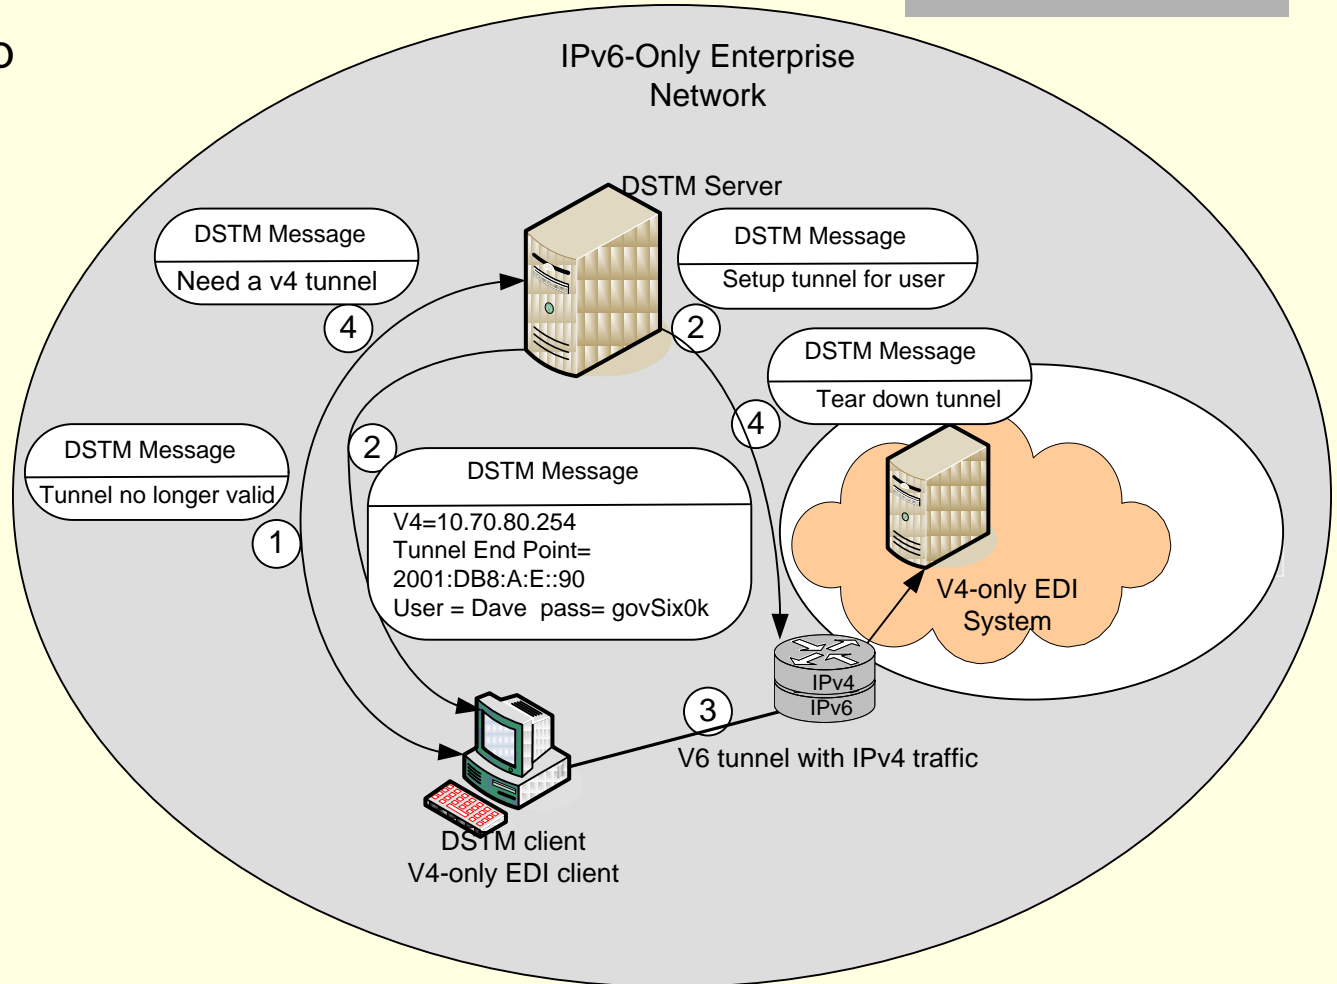 o
IPv6-Only Enterprise
Network
DSTM Server
DSTM Message
Need a v4 tunnel
4
DSTM Message
Setup tunnel for user
2
DSTM Message
Tear down tunnel
4
DSTM Message
Tunnel no longer valid
1
2
DSTM Message
V4=10.70.80.254
Tunnel End Point=
2001:DB8:A:E::90
User = Dave  pass= govSix0k
V4-only EDI
System
IPv4
IPv6
3
V6 tunnel with IPv4 traffic
DSTM client
V4-only EDI client